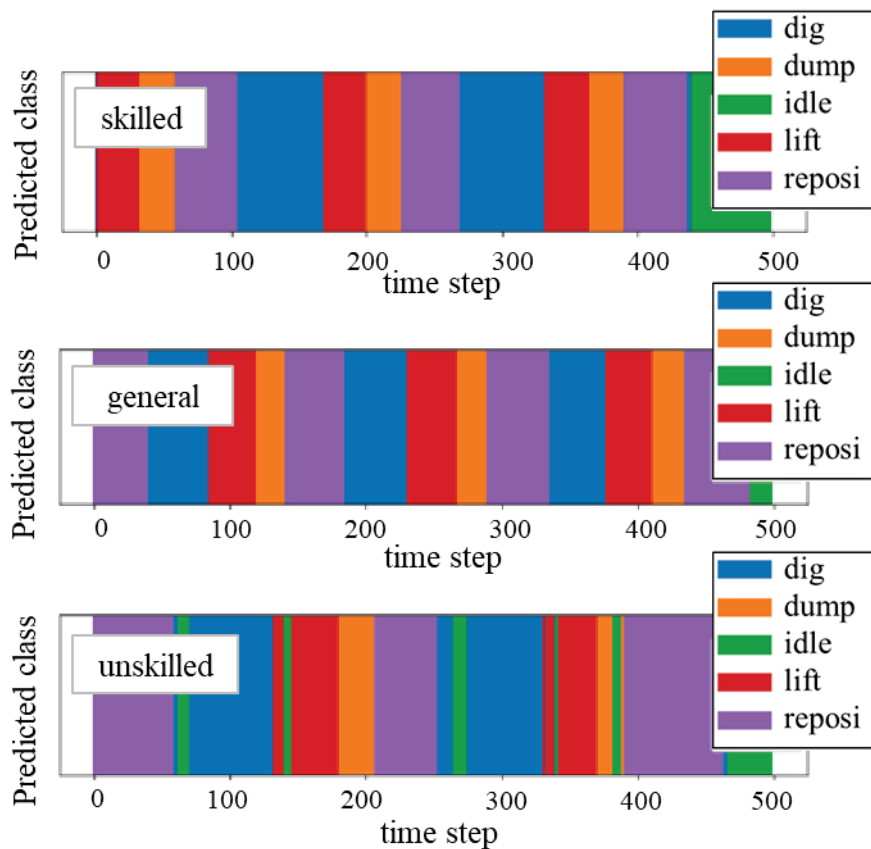 dig
dump
idle
lift
reposi
Predicted class
skilled
0 100 200 300 400 500
time step
dig
dump
idle
lift
reposi
Predicted class
general
0 100 200 300 400 500
time step
dig
dump
idle
lift
reposi
Predicted class
unskilled
0 100 200 300 400 500
time step